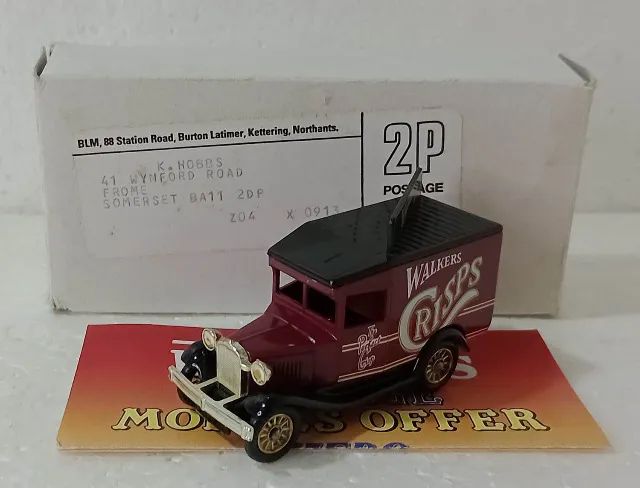 BLM, 88 Station Road, Burton Latimer, Kettering, Northants.
K.HOBBS
41 WYNFORD ROAD
FROME
SOMERSET BA11 2DP
Z04 X 0913
2P
POSTAGE
WALKERS
CRISPS
OFFER